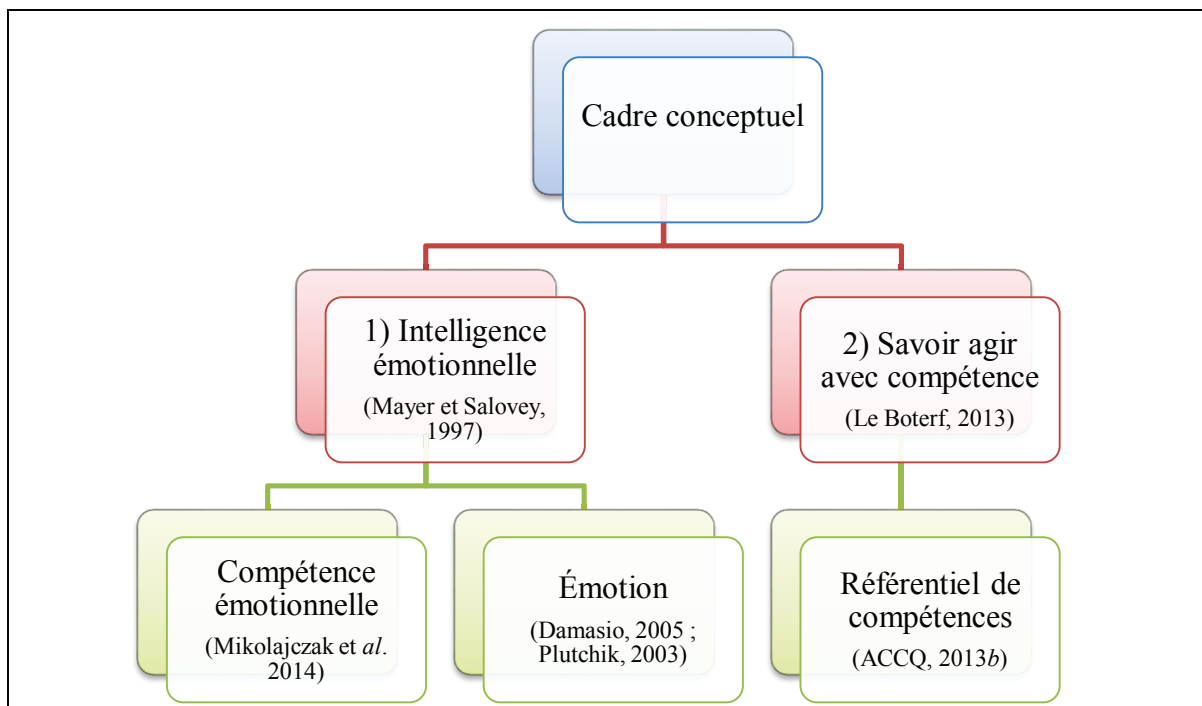 Cadre conceptuel
1) Intelligence
émotionnelle
(Mayer et Salovey,
1997)
2) Savoir agir
avec compétence
(Le Boterf, 2013)
Compétence
émotionnelle
(Mikolajczak et al.
2014)
Émotion
(Damasio, 2005 ;
Plutchik, 2003)
Référentiel de
compétences
(ACCQ, 2013b)